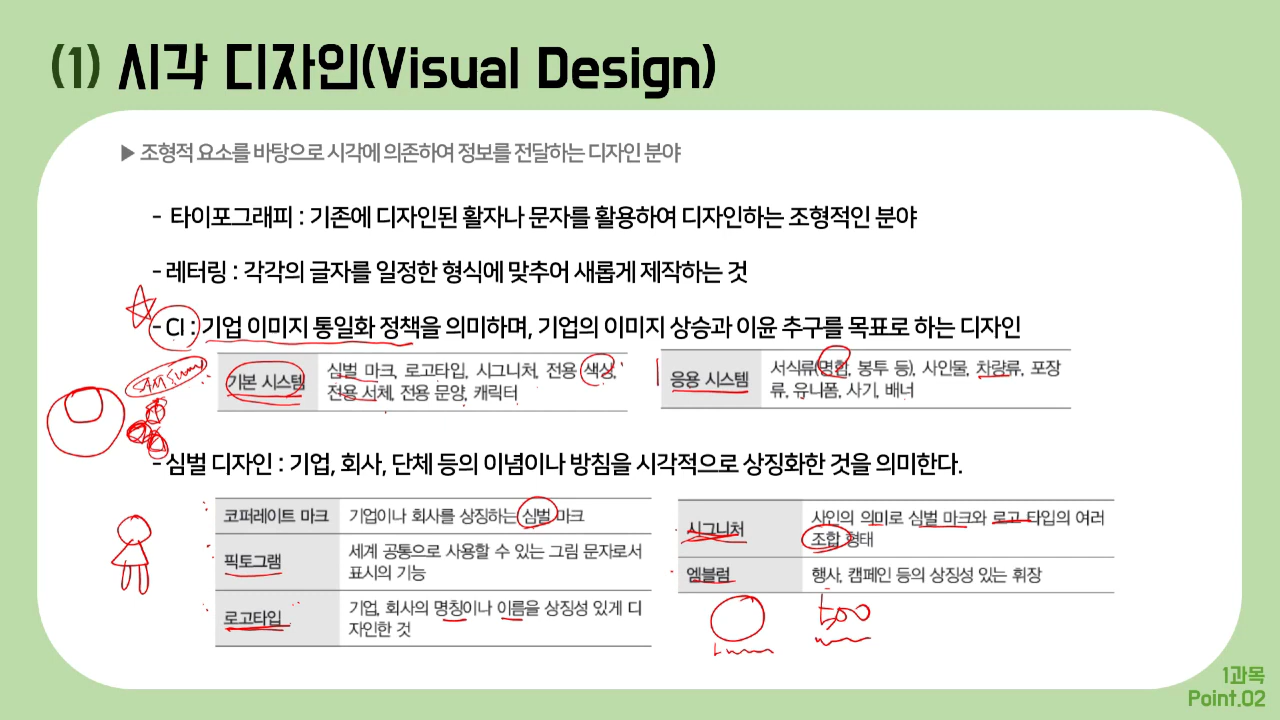 (1) 시각 디자인(Visual Design)
▶ 조형적 요소를 바탕으로 시각에 의존하여 정보를 전달하는 디자인 분야
- 타이포그래피 : 기존에 디자인된 활자나 문자를 활용하여 디자인하는 조형적인 분야
- 레터링 : 각각의 글자를 일정한 형식에 맞추어 새롭게 제작하는 것
- CI : 기업 이미지 통일화 정책을 의미하며, 기업의 이미지 상승과 이윤 추구를 목표로 하는 디자인
기본 시스템
심벌 마크, 로고타입, 시그니처, 전용 색상,
전용 서체, 전용 문양, 캐릭터
응용 시스템
서식류(명함, 봉투 등), 사인물, 차량류, 포장
류, 유니폼, 사기, 배너
- 심벌 디자인 : 기업, 회사, 단체 등의 이념이나 방침을 시각적으로 상징화한 것을 의미한다.
코퍼레이트 마크
기업이나 회사를 상징하는 심벌 마크
픽토그램
세계 공통으로 사용할 수 있는 그림 문자로서
표시의 기능
로고타입
기업, 회사의 명칭이나 이름을 상징성 있게 디
자인한 것
시그니처
사인의 의미로 심벌 마크와 로고 타입의 여러
조합 형태
엠블럼
행사, 캠페인 등의 상징성 있는 휘장
1과목
Point.02